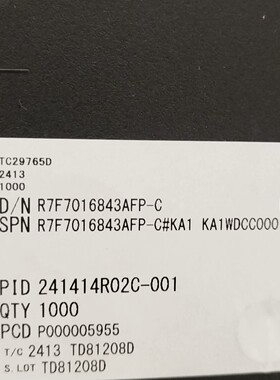 TC29765D
2413
1000
D/N R7F7016843AFP-C
SPN R7F7016843AFP-C#KA1 KA1WDCC000
PID 241414R02C-001
QTY 1000
PCD P000005955
T/C 2413 TD81208D
S.LOT TD81208D